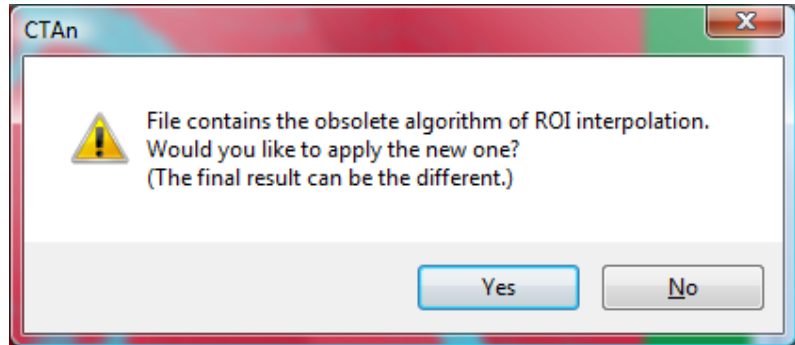 CTAn
File contains the obsolete algorithm of ROI interpolation.
Would you like to apply the new one?
(The final result can be the different.)
Yes
No